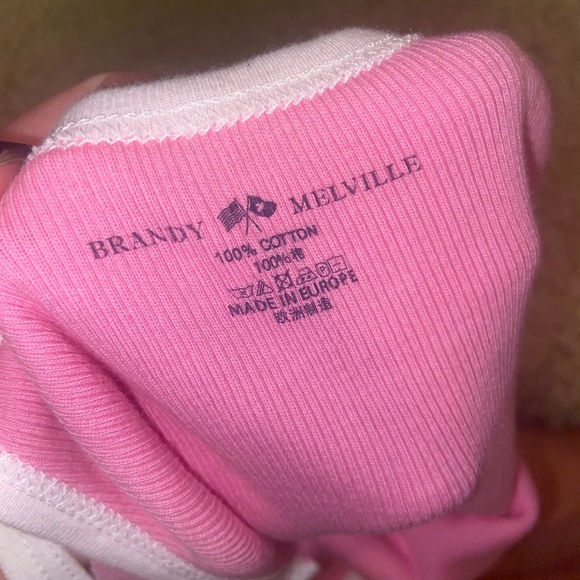 BRANDY MELVILLE
100% COTTON
100%棉
MADE IN EUROPE
欧洲制造